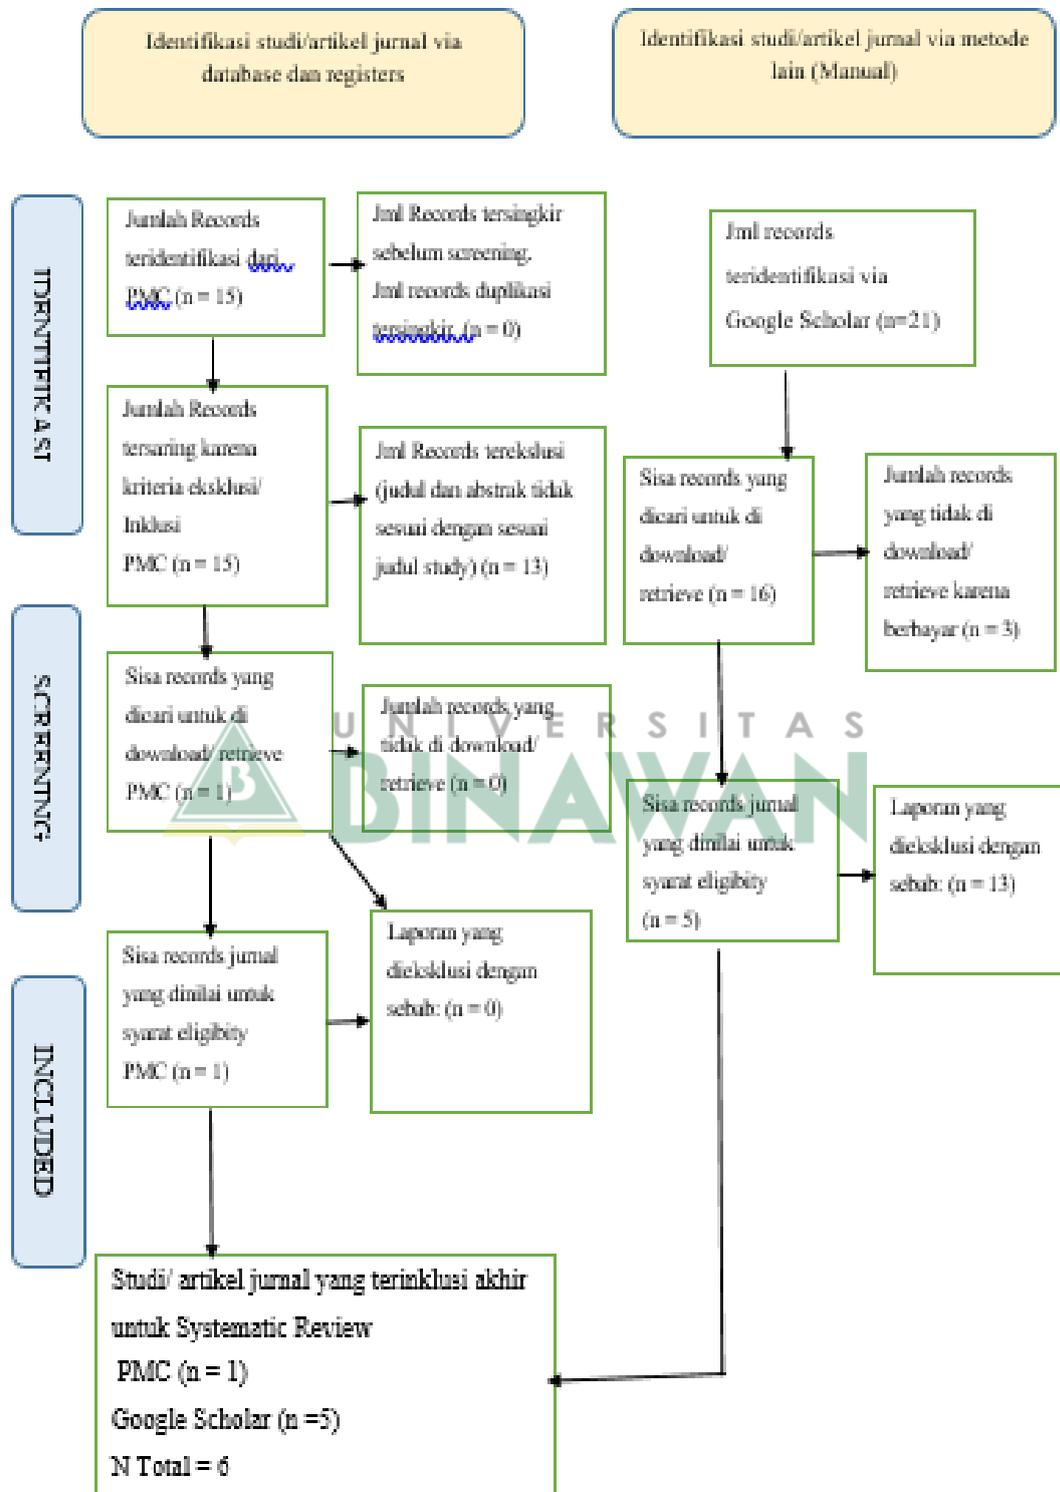 Identifikasi studi/artikel jurnal via
database dan registers
Identifikasi studi/artikel jurnal via metode
lain (Manual)
IDENTIFIKASI
Jumlah Records
teridentifikasi dari
PMC (n = 15)
Jml Records tersingkir
sebelum screening.
Jml records duplikasi
tersingkir (n = 0)
Jml records
teridentifikasi via
Google Scholar (n=21)
Jumlah Records
tersaring karena
kriteria eksklusi/
Inklusi
PMC (n = 15)
Jml Records terekslusi
(judul dan abstrak tidak
sesuai dengan sesuai
judul study) (n = 13)
Sisa records yang
dicari untuk di
download/
retrieve (n = 16)
Jumlah records
yang tidak di
download/
retrieve karena
berbayar (n = 3)
SCREENING
Sisa records yang
dicari untuk di
download/ retrieve
PMC (n = 1)
Jumlah records yang
tidak di download/
retrieve (n = 0)
UNIVERSITAS
BINAWAN
Sisa records jurnal
yang dinilai untuk
syarat eligibity
(n = 5)
Laporan yang
dieksklusi dengan
sebab: (n = 13)
INCLUDED
Sisa records jurnal
yang dinilai untuk
syarat eligibity
PMC (n = 1)
Laporan yang
dieksklusi dengan
sebab: (n = 0)
Studi/ artikel jurnal yang terinklusi akhir
untuk Systematic Review
PMC (n = 1)
Google Scholar (n =5)
N Total = 6